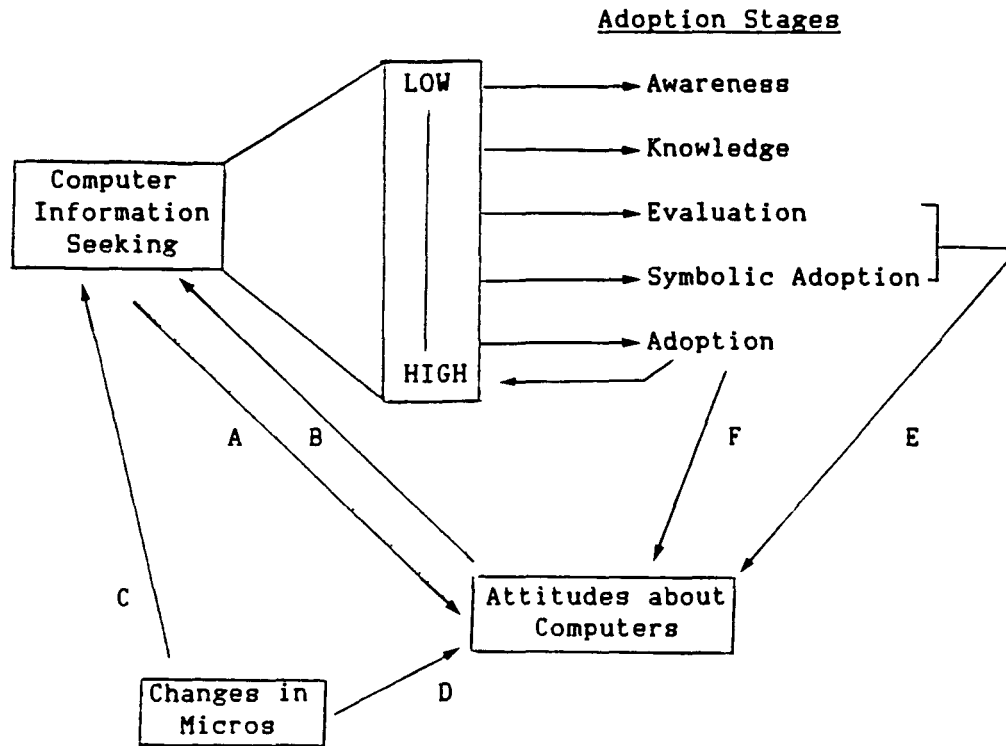 Adoption Stages
LOW
Awareness
Knowledge
Computer
Information
Seeking
Evaluation
Symbolic Adoption
Adoption
HIGH
A
B
F
E
C
Attitudes about
Computers
D
Changes in
Micros